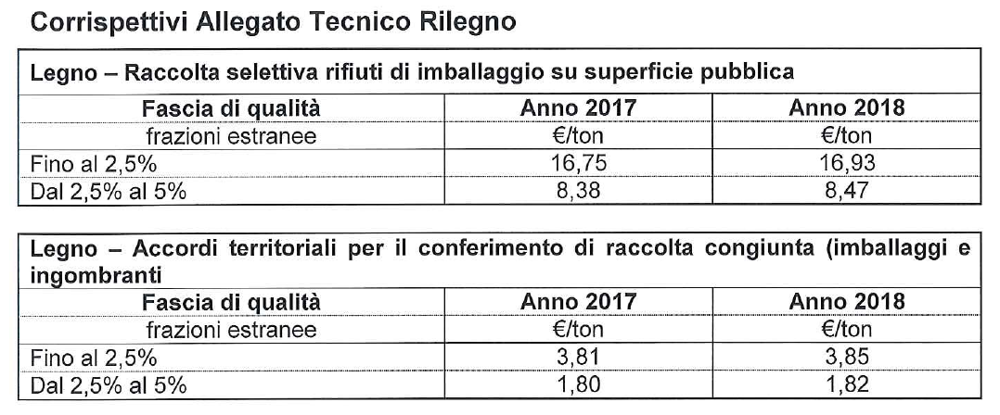 Corrispettivi Allegato Tecnico Rilegno
Legno – Raccolta selettiva rifiuti di imballaggio su superficie pubblica
Fascia di qualità Anno 2017 Anno 2018
frazioni estranee €/ton €/ton
Fino al 2,5% 16,75 16,93
Dal 2,5% al 5% 8,38 8,47
Legno – Accordi territoriali per il conferimento di raccolta congiunta (imballaggi e
ingombranti
Fascia di qualità Anno 2017 Anno 2018
frazioni estranee €/ton €/ton
Fino al 2,5% 3,81 3,85
Dal 2,5% al 5% 1,80 1,82